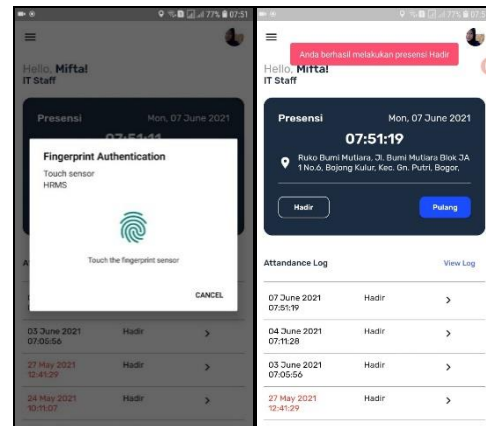 77% 07:51
Hello, Mifta!
IT Staff
Presensi Mon, 07 June 2021
07:51:11
Fingerprint Authentication
Touch sensor
HRMS
Touch the fingerprint sensor
CANCEL
03 June 2021 Hadir
07:05:56
27 May 2021 Hadir
12:41:29
24 May 2021 Hadir
10:11:07
77% 07:51
Anda berhasil melakukan presensi Hadir
Hello, Mifta!
IT Staff
Presensi Mon, 07 June 2021
07:51:19
Ruko Bumi Mutiara, Jl. Bumi Mutiara Blok JA
1 No.6, Bojong Kulur, Kec. Gn. Putri, Bogor,
Hadir Pulang
Attandance Log View Log
07 June 2021 Hadir
07:51:19
04 June 2021 Hadir
07:11:28
03 June 2021 Hadir
07:05:56
27 May 2021 Hadir
12:41:29